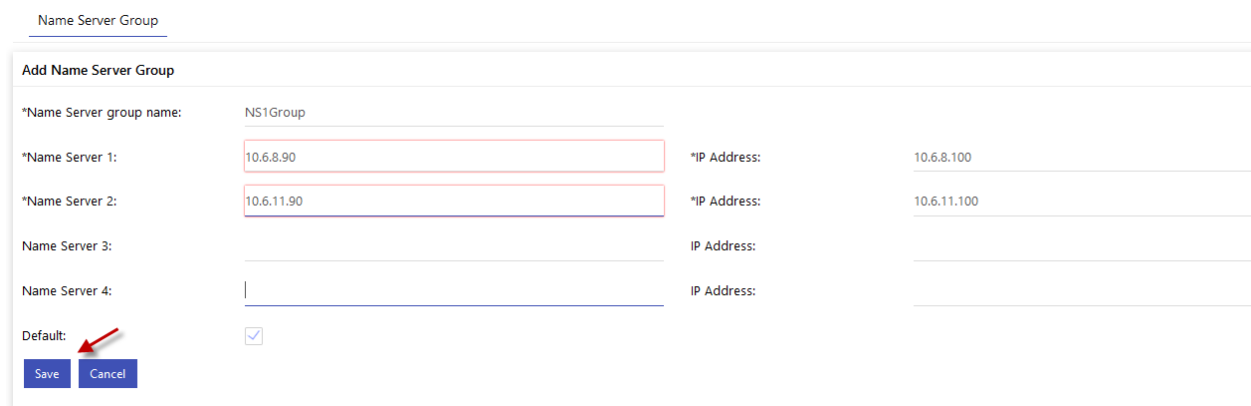 Name Server Group
Add Name Server Group
*Name Server group name: NS1Group
*Name Server 1: 10.6.8.90 *IP Address: 10.6.8.100
*Name Server 2: 10.6.11.90 *IP Address: 10.6.11.100
Name Server 3: IP Address:
Name Server 4: IP Address:
Default:
Save Cancel